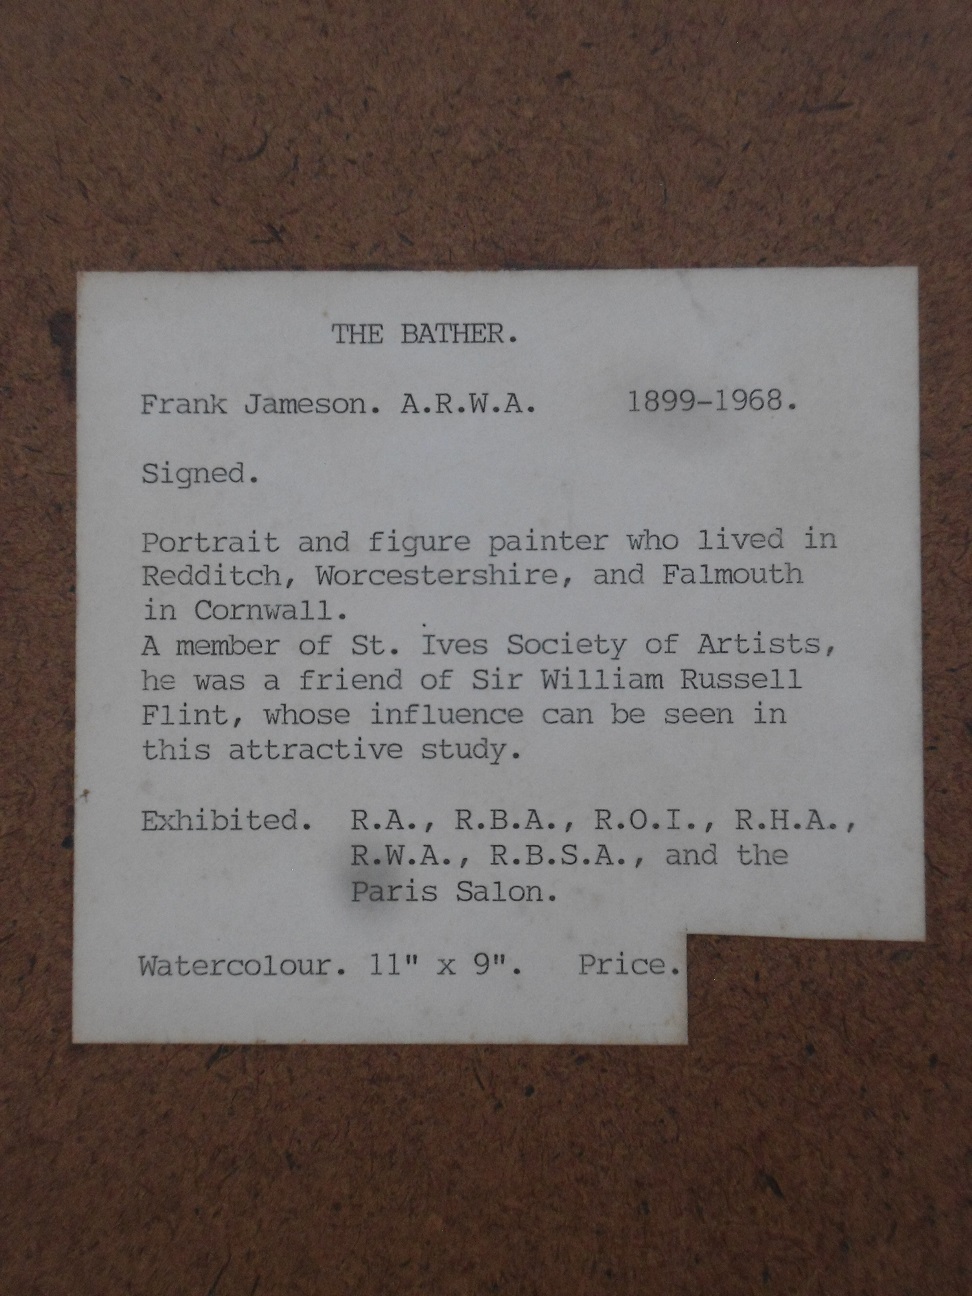 THE BATHER.
Frank Jameson. A.R.W.A. 1899-1968.
Signed.
Portrait and figure painter who lived in
Redditch, Worcestershire, and Falmouth
in Cornwall.
A member of St. Ives Society of Artists,
he was a friend of Sir William Russell
Flint, whose influence can be seen in
this attractive study.
Exhibited. R.A., R.B.A., R.O.I., R.H.A.,
R.W.A., R.B.S.A., and the
Paris Salon.
Watercolour. 11" x 9". Price.